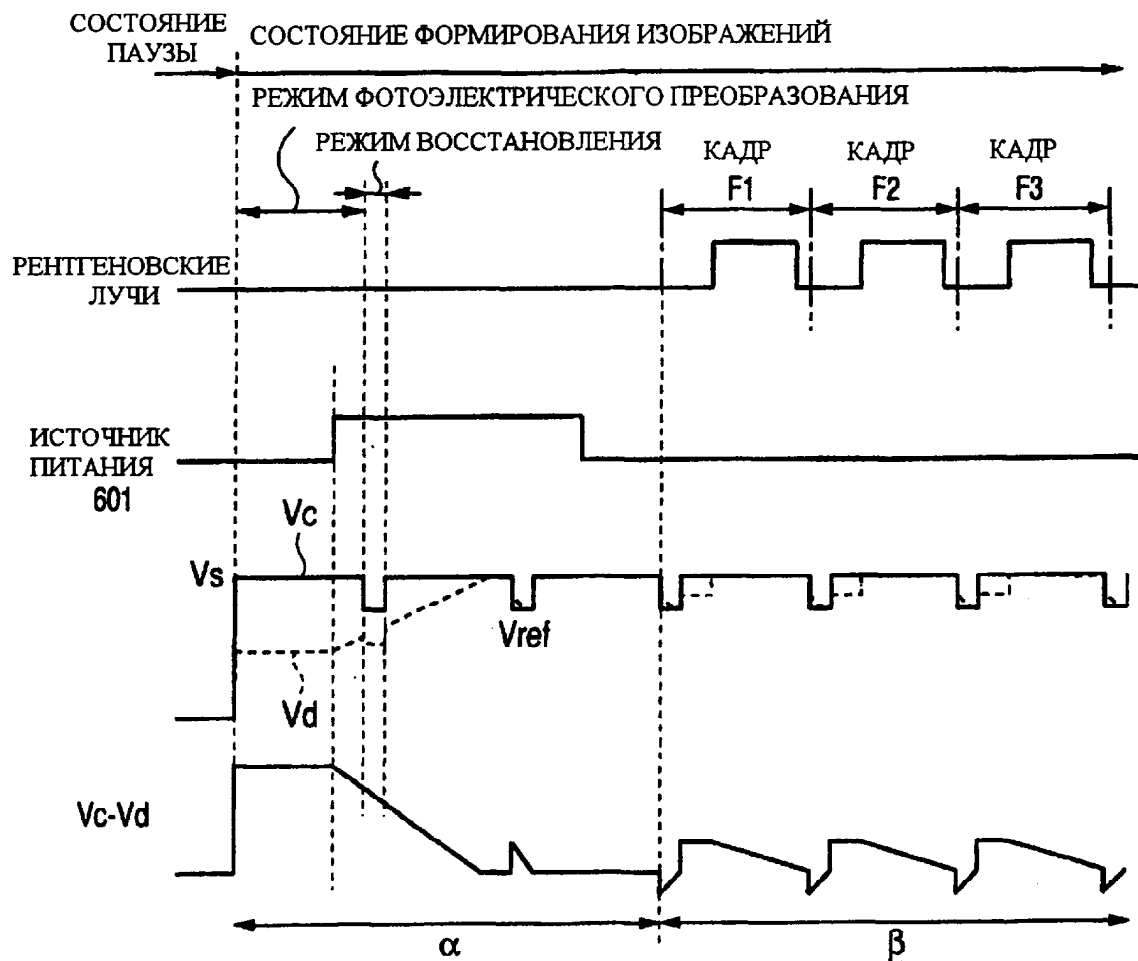 СОСТОЯНИЕ
ПАУЗЫ
СОСТОЯНИЕ ФОРМИРОВАНИЯ ИЗОБРАЖЕНИЙ
РЕЖИМ ФОТОЭЛЕКТРИЧЕСКОГО ПРЕОБРАЗОВАНИЯ
РЕЖИМ ВОССТАНОВЛЕНИЯ
КАДР
F1
КАДР
F2
КАДР
F3
РЕНТГЕНОВСКИЕ
ЛУЧИ
ИСТОЧНИК
ПИТАНИЯ
601
Vc
Vs
Vref
Vd
Vc-Vd
α
β